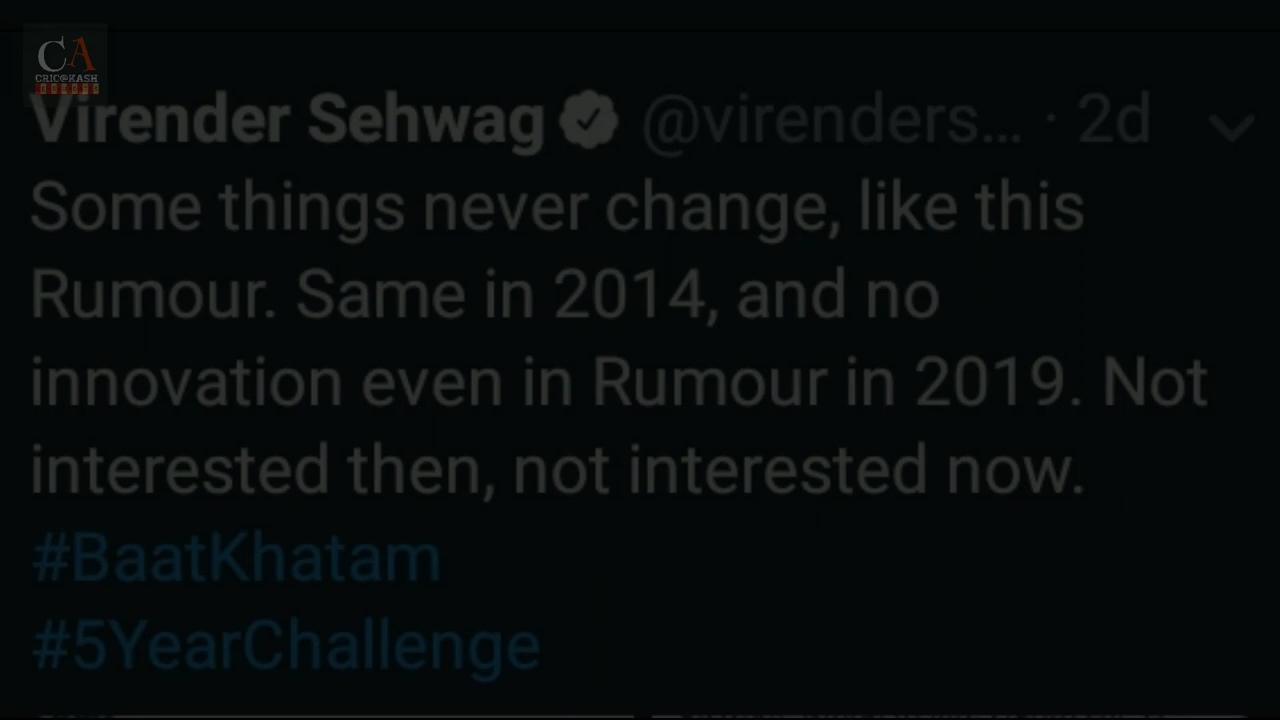 CA
CRIC@KASH
Virender Sehwag @virenders... · 2d
Some things never change, like this
Rumour. Same in 2014, and no
innovation even in Rumour in 2019. Not
interested then, not interested now.
#BaatKhatam
#5YearChallenge